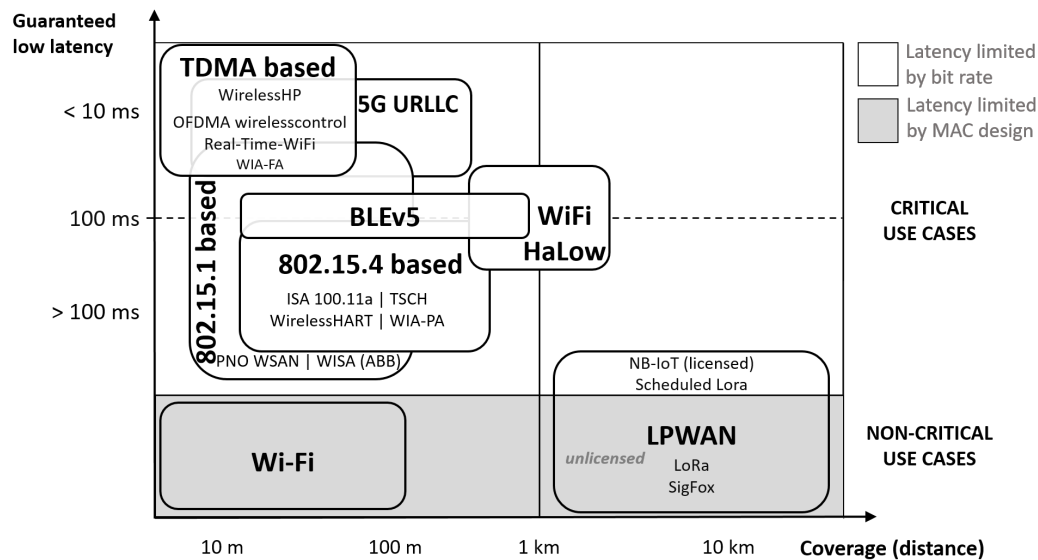 Guaranteed
low latency
< 10 ms
100 ms
> 100 ms
TDMA based
WirelessHP
OFDMA wirelesscontrol
Real-Time-WiFi
WIA-FA
5G URLLC
802.15.1 based
BLEv5
WiFi
HaLow
802.15.4 based
ISA 100.11a | TSCH
WirelessHART | WIA-PA
PNO WSAN | WISA (ABB)
NB-IoT (licensed)
Scheduled Lora
LPWAN
unlicensed
LoRa
SigFox
Wi-Fi
Latency limited
by bit rate
Latency limited
by MAC design
CRITICAL
USE CASES
NON-CRITICAL
USE CASES
10 m
100 m
1 km
10 km
Coverage (distance)